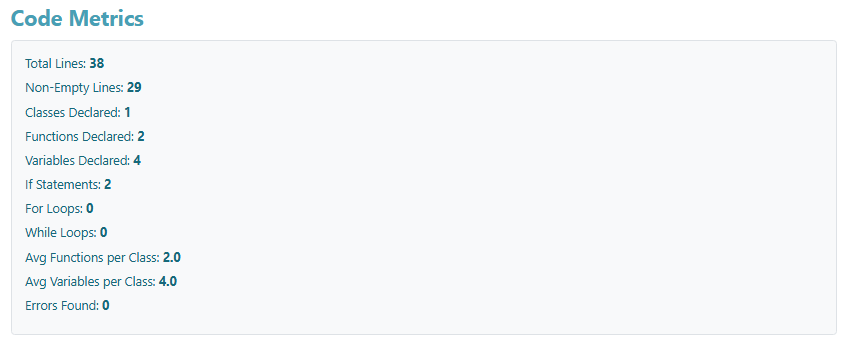 Code Metrics
Total Lines: 38
Non-Empty Lines: 29
Classes Declared: 1
Functions Declared: 2
Variables Declared: 4
If Statements: 2
For Loops: 0
While Loops: 0
Avg Functions per Class: 2.0
Avg Variables per Class: 4.0
Errors Found: 0